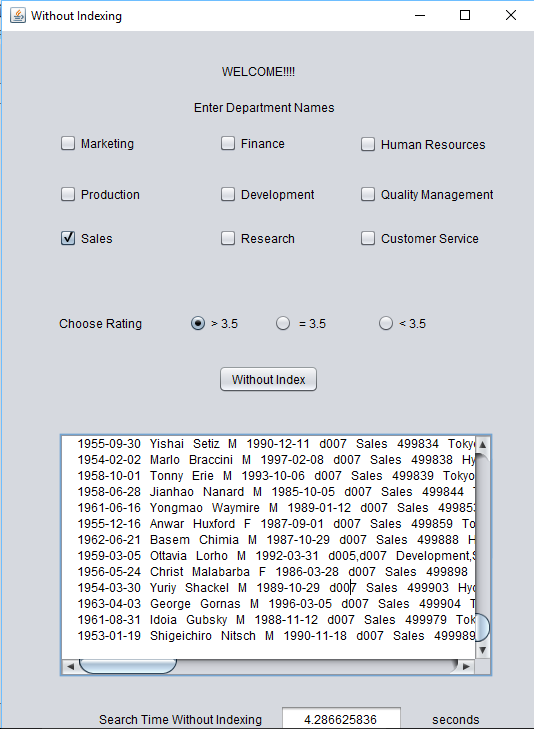 Without Indexing
WELCOME!!!!
Enter Department Names
Marketing Finance Human Resources
Production Development Quality Management
Sales Research Customer Service
Choose Rating > 3.5 = 3.5 < 3.5
Without Index
1955-09-30 Yishai Setiz M 1990-12-11 d007 Sales 499834 Tokyo
1954-02-02 Marlo Braccini M 1997-02-08 d007 Sales 499838 Hy
1958-10-01 Tonny Erie M 1993-10-06 d007 Sales 499839 Tokyo
1958-06-28 Jianhao Nanard M 1985-10-05 d007 Sales 499844
1961-06-16 Yongmao Waymire M 1989-01-12 d007 Sales 499853
1955-12-16 Anwar Huxford F 1987-09-01 d007 Sales 499859 To
1962-06-21 Basem Chimia M 1987-10-29 d007 Sales 499888 H
1959-03-05 Ottavia Lorho M 1992-03-31 d005,d007 Development,S
1956-05-24 Christ Malabarba F 1986-03-28 d007 Sales 499898
1954-03-30 Yuriy Shackel M 1989-10-29 d007 Sales 499903 Hyd
1963-04-03 George Gornas M 1996-03-05 d007 Sales 499904 T
1961-08-31 Idoia Gubsky M 1988-11-12 d007 Sales 499979 Tok
1953-01-19 Shigeichiro Nitsch M 1990-11-18 d007 Sales 499989
Search Time Without Indexing 4.286625836 seconds